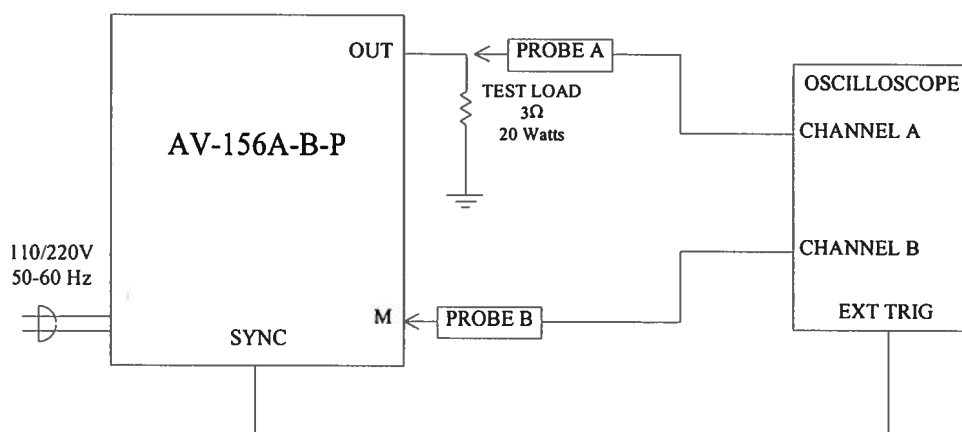 OUT
PROBE A
OSCILLOSCOPE
TEST LOAD
3Ω
20 Watts
CHANNEL A
AV-156A-B-P
110/220V
50-60 Hz
CHANNEL B
M
PROBE B
EXT TRIG
SYNC